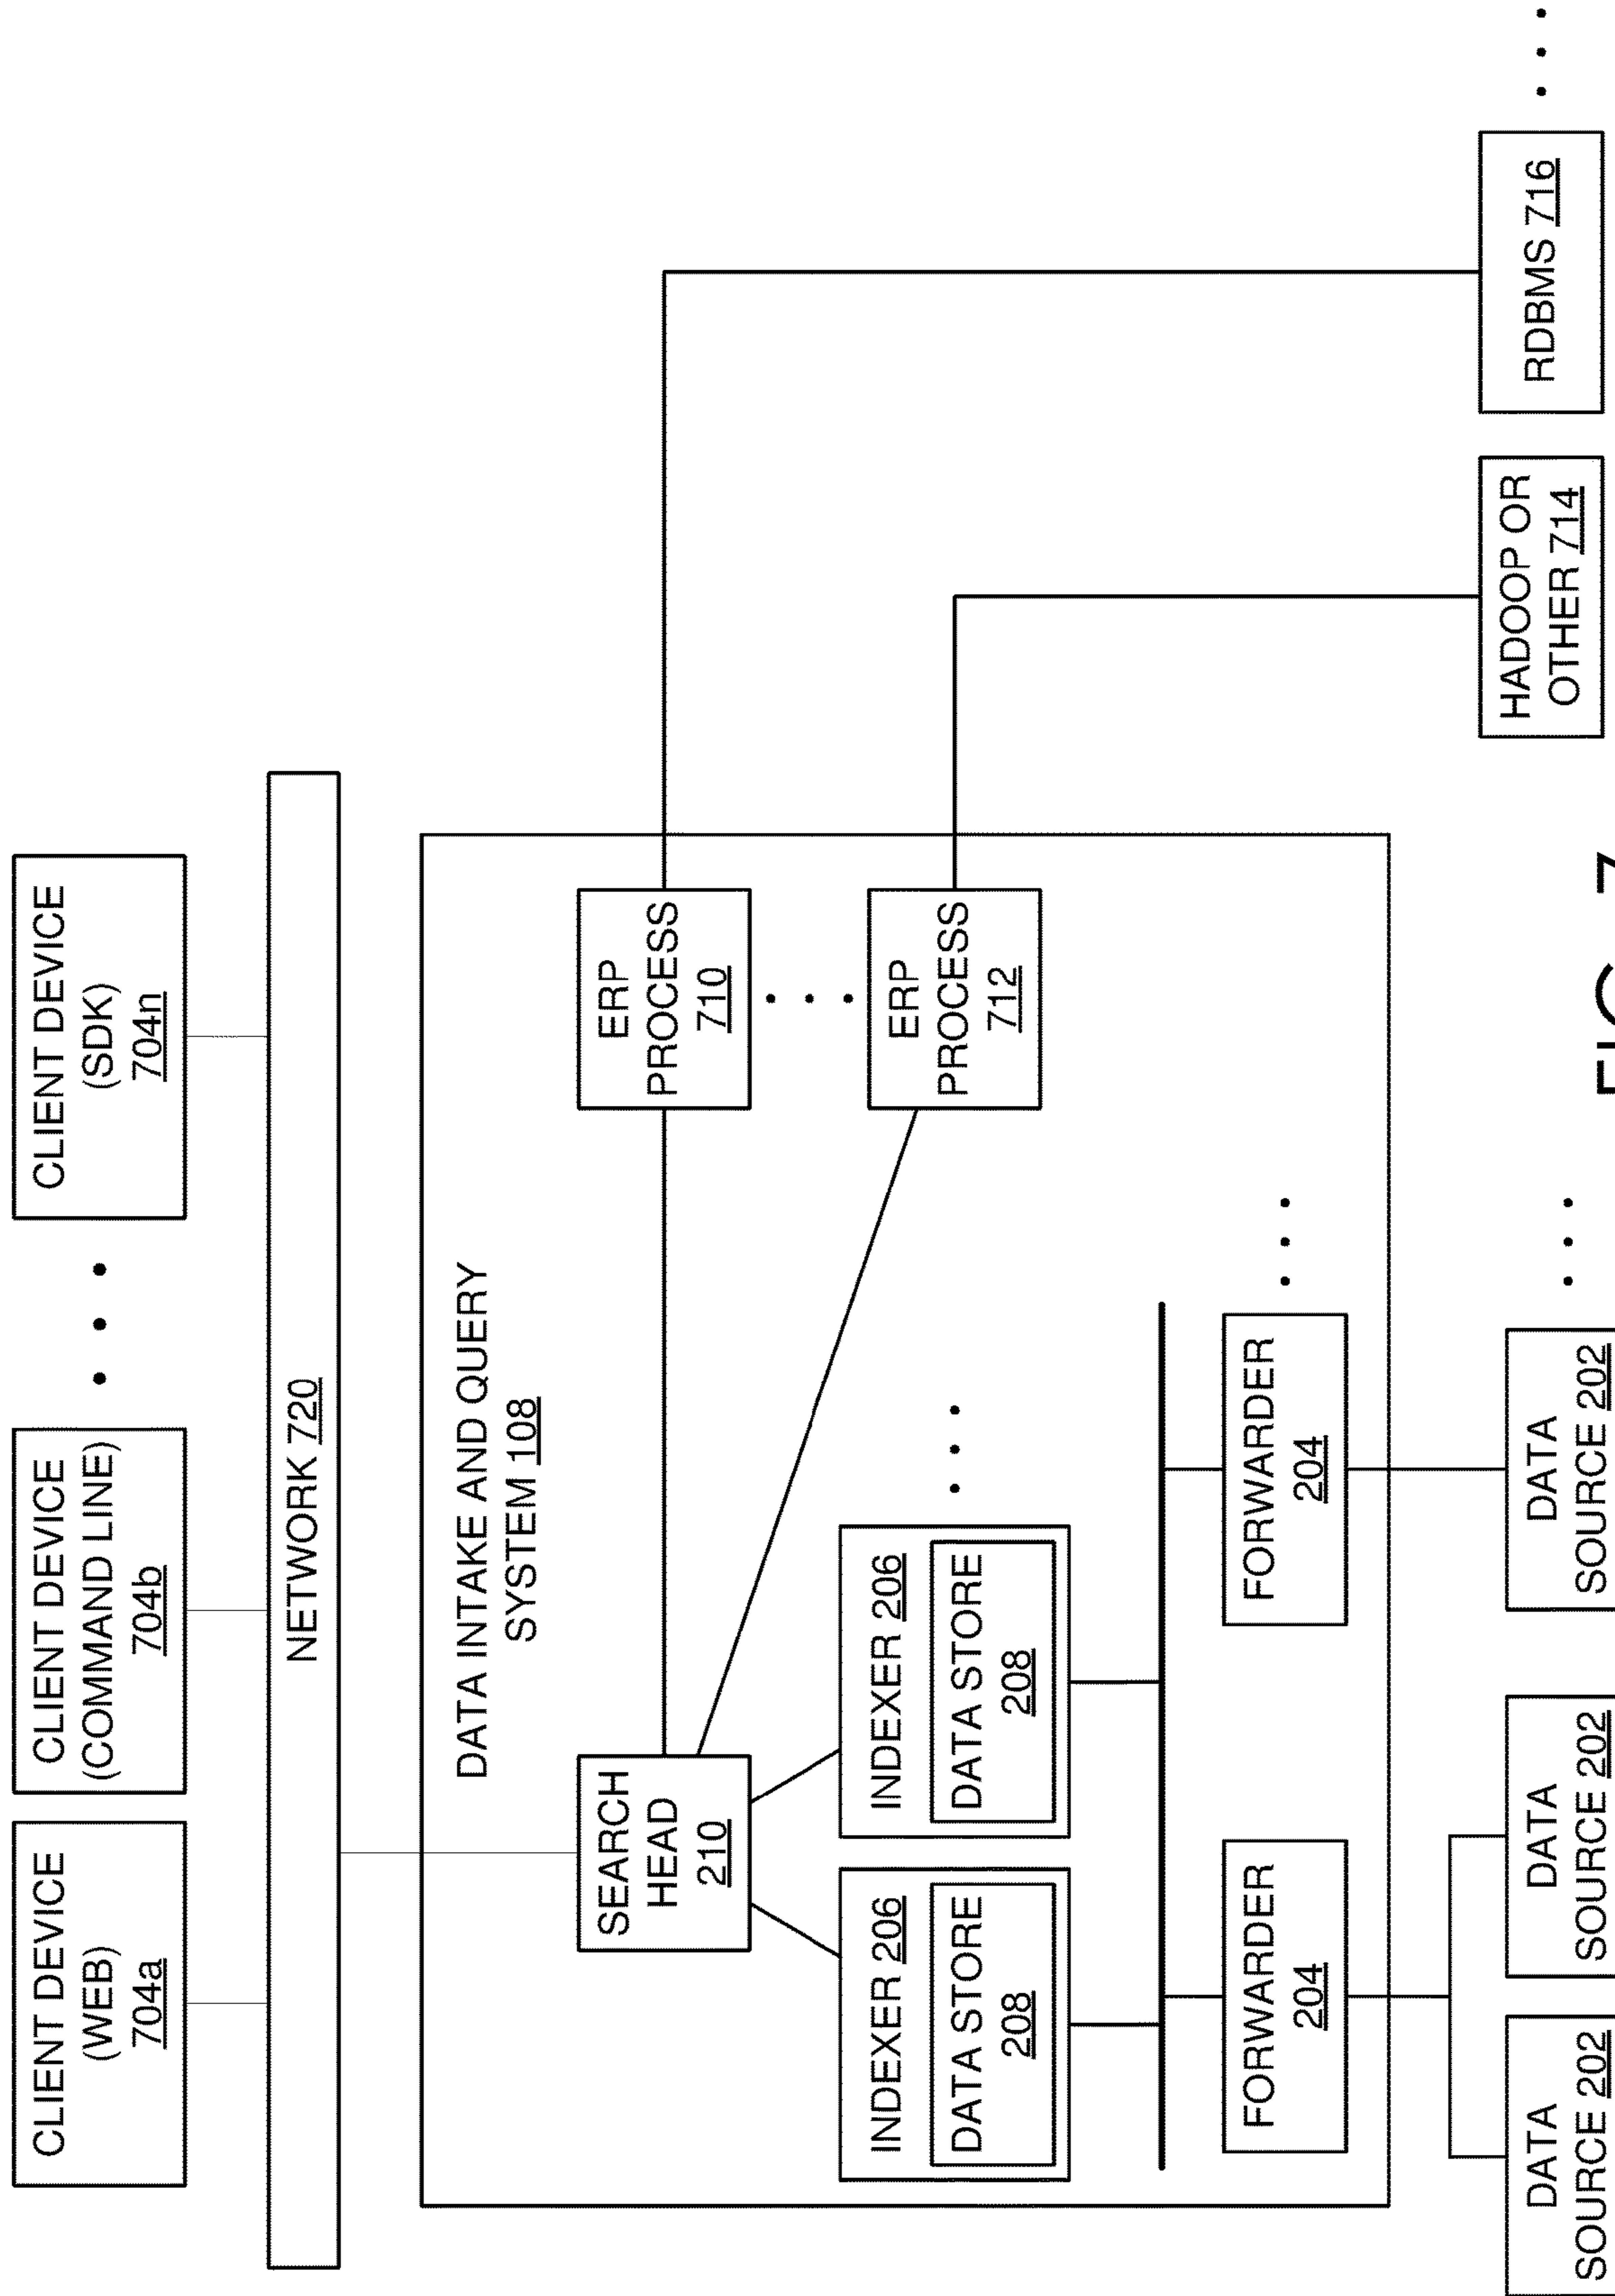 CLIENT DEVICE
(WEB)
704a
CLIENT DEVICE
(COMMAND LINE)
704b
CLIENT DEVICE
(SDK)
704n
NETWORK 720
DATA INTAKE AND QUERY
SYSTEM 108
SEARCH
HEAD
210
ERP
PROCESS
710
ERP
PROCESS
712
INDEXER 206
DATA STORE
208
INDEXER 206
DATA STORE
208
FORWARDER
204
FORWARDER
204
DATA
SOURCE 202
DATA
SOURCE 202
DATA
SOURCE 202
HADOOP OR
OTHER 714
RDBMS 716